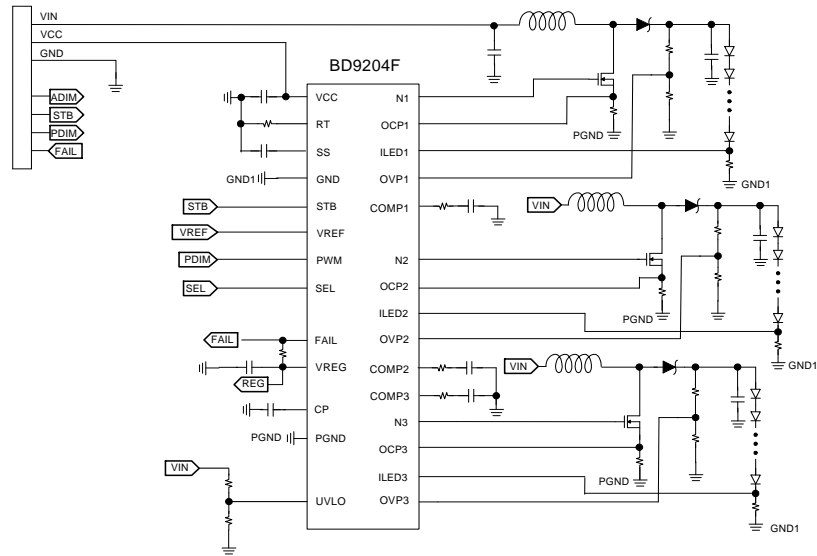 VIN
VCC
GND
ADIM
STB
PDIM
FAIL
BD9204F
VCC
RT
SS
GND1
GND
STB
STB
VREF
VREF
PDIM
PWM
SEL
SEL
FAIL
FAIL
VREG
REG
CP
PGND
PGND
VIN
UVLO
N1
OCP1
ILED1
OVP1
COMP1
N2
OCP2
ILED2
OVP2
COMP2
COMP3
N3
OCP3
ILED3
OVP3
PGND
GND1
VIN
PGND
GND1
VIN
PGND
GND1